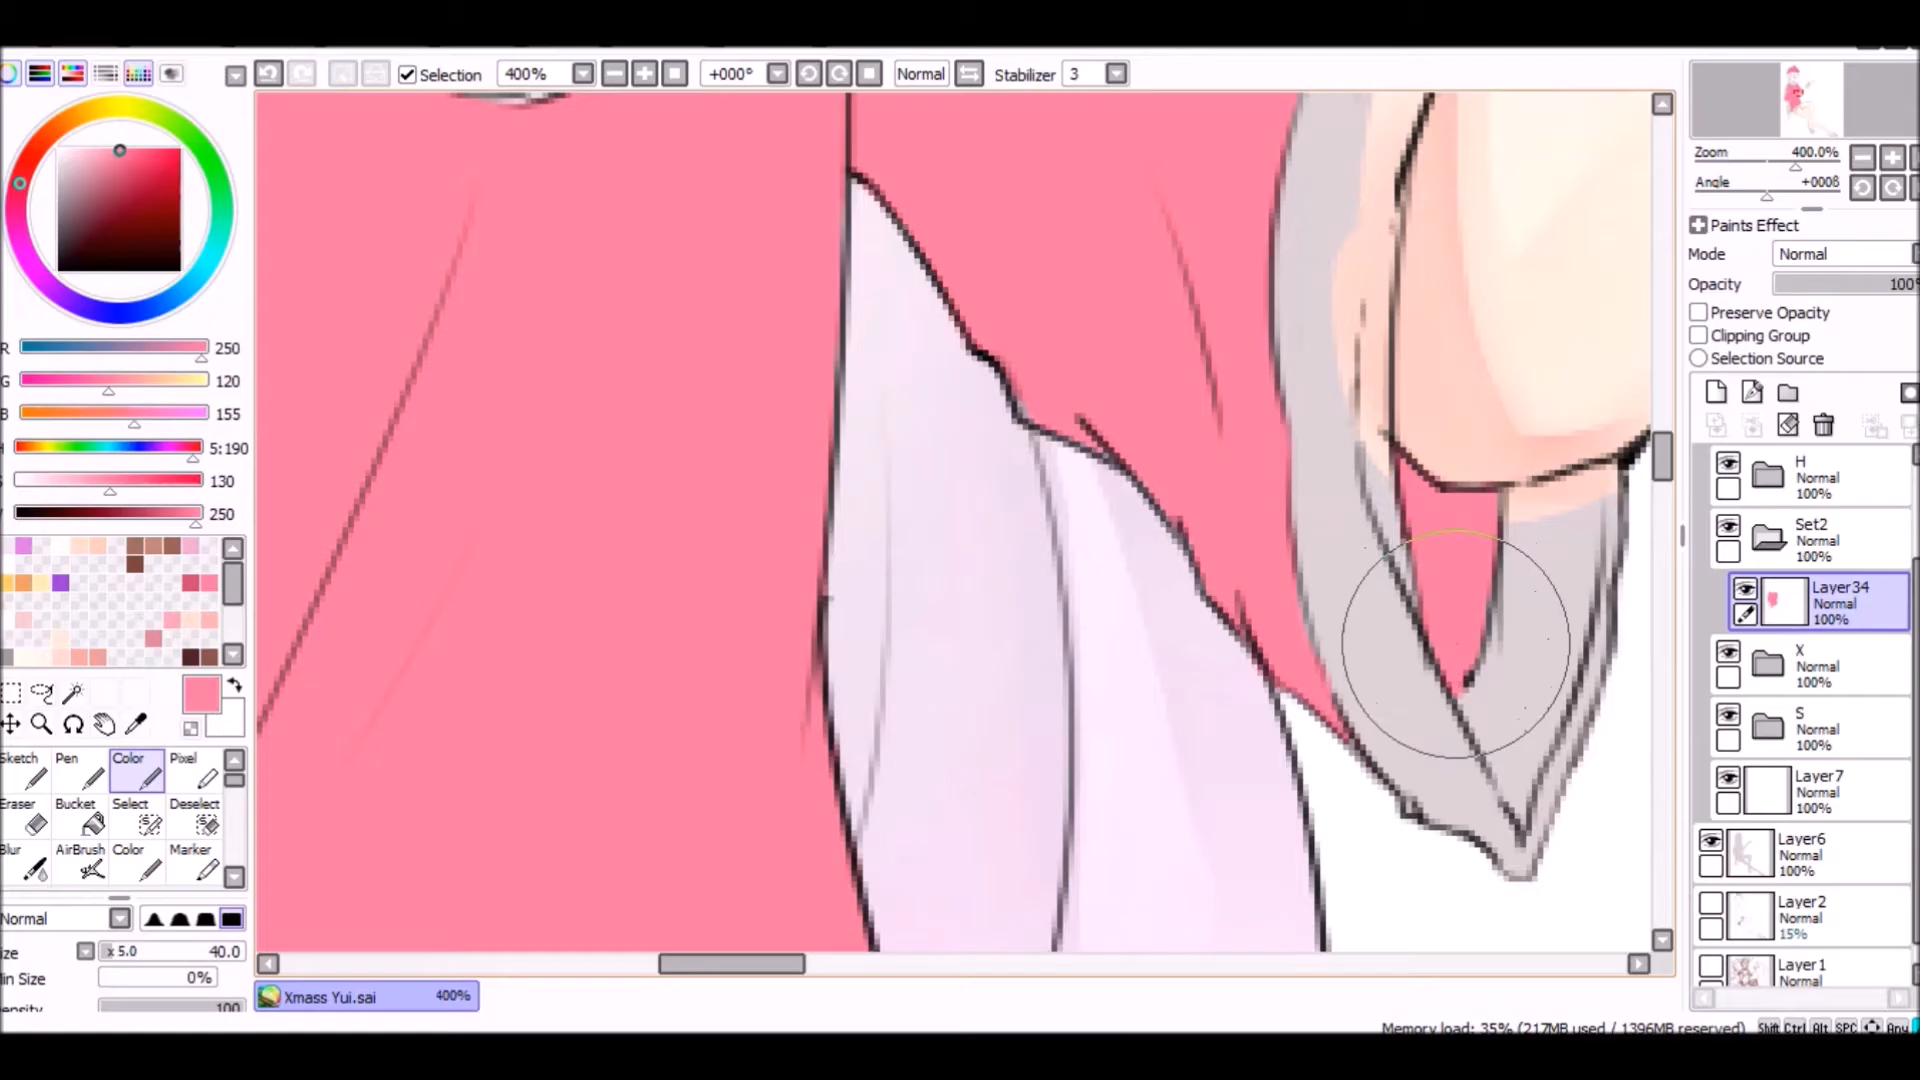 Selection 400% +000° Normal Stabilizer 3
Zoom 400.0%
Angle +000ß
Paints Effect
Mode Normal
Opacity 100%
Preserve Opacity
Clipping Group
Selection Source
R 250
G 120
B 155
5:190
130
250
H
Normal
100%
Set2
Normal
100%
Layer34
Normal
100%
X
Normal
100%
S
Normal
100%
Layer7
Normal
100%
Layer6
Normal
100%
Layer2
Normal
15%
Layer1
Normal
Sketch Pen Color Pixel
Eraser Bucket Select Deselect
Blur AirBrush Color Marker
Normal
ize x 5.0 40.0
in Size 0%
ensity 100
Xmass Yui.sai 400%
Memory load: 35% (217MB used / 1396MB reserved) Shift Ctrl Alt SPC Any